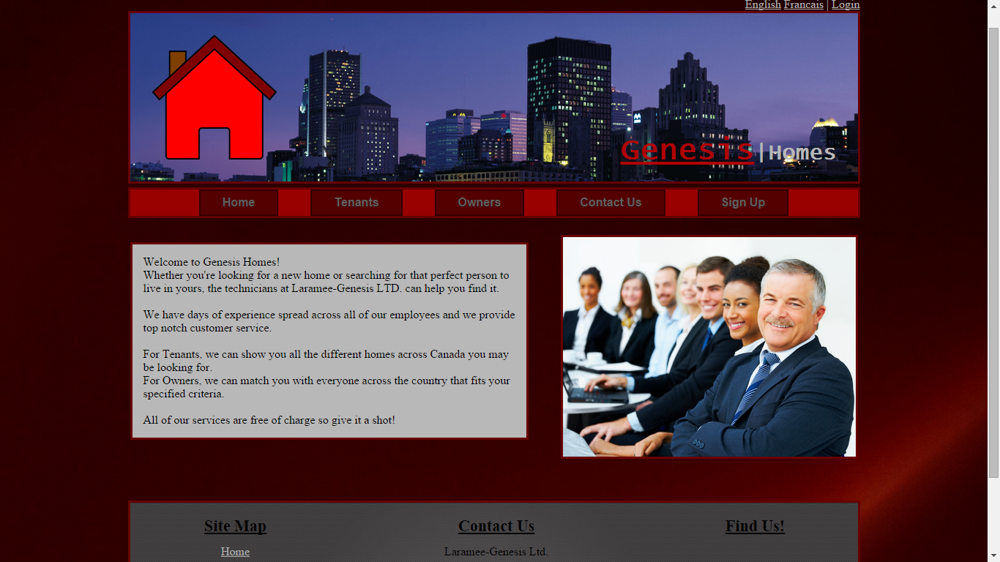 English Francais | Login
Genesis|Homes
Home Tenants Owners Contact Us Sign Up
Welcome to Genesis Homes!
Whether you're looking for a new home or searching for that perfect person to
live in yours, the technicians at Laramee-Genesis LTD. can help you find it.
We have days of experience spread across all of our employees and we provide
top notch customer service.
For Tenants, we can show you all the different homes across Canada you may
be looking for.
For Owners, we can match you with everyone across the country that fits your
specified criteria.
All of our services are free of charge so give it a shot!
Site Map Contact Us Find Us!
Home Laramee-Genesis Ltd.